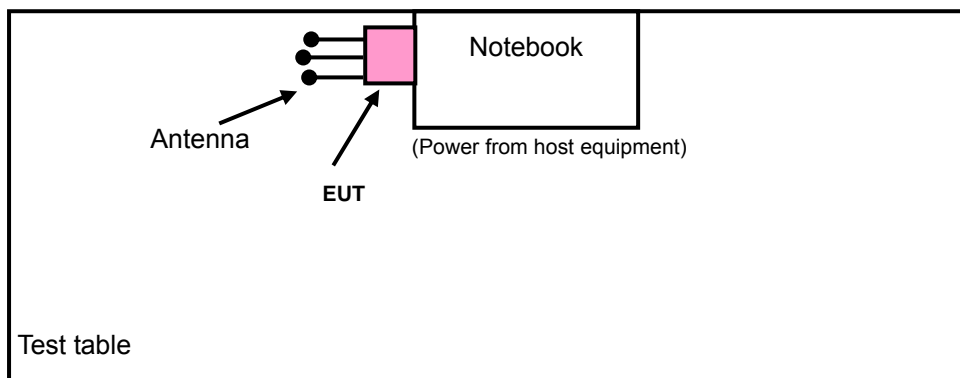 Notebook
Antenna
(Power from host equipment)
EUT
Test table